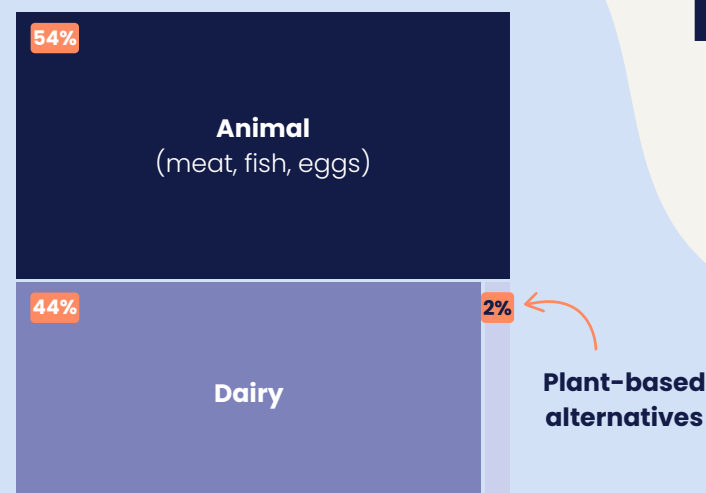 54%
Animal
(meat, fish, eggs)
44%
2%
Dairy
Plant-based
alternatives